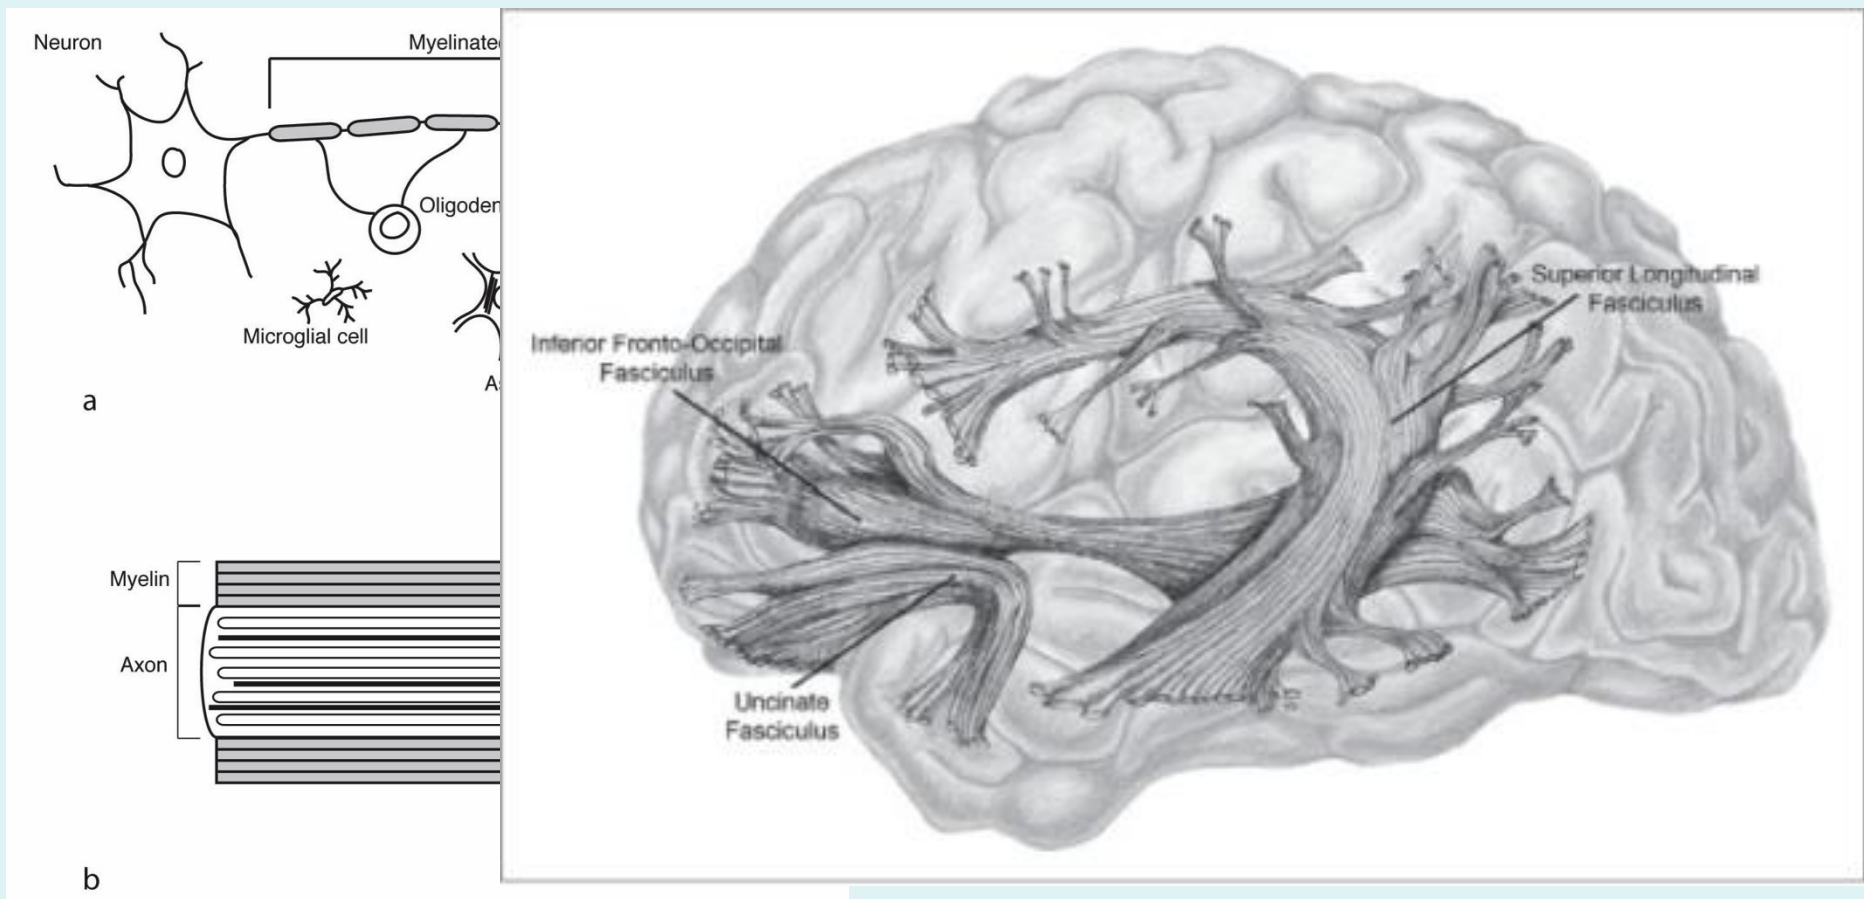 Neuron
Myelinate
Oligoden
Microglial cell
A
a
Myelin
Axon
b
Inferior Fronto-Occipital
Fasciculus
Superior Longitudinal
Fasciculus
Uncinate
Fasciculus